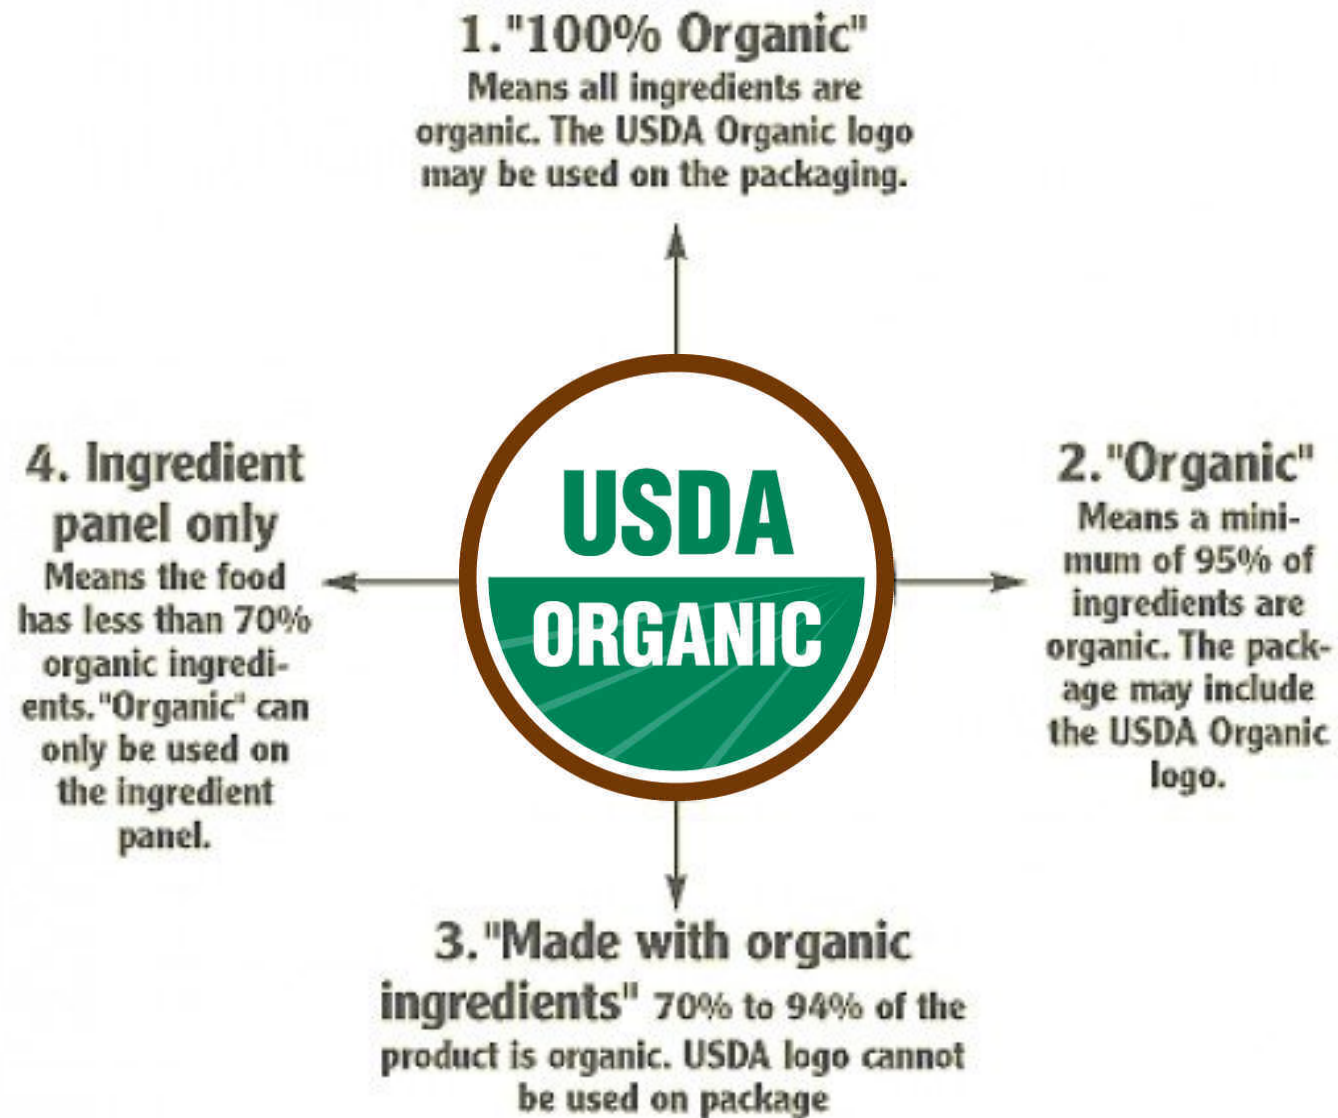 1."100% Organic"
Means all ingredients are
organic. The USDA Organic logo
may be used on the packaging.
4. Ingredient
panel only
Means the food
has less than 70%
organic ingredi-
ents."Organic" can
only be used on
the ingredient
panel.
USDA
ORGANIC
2."Organic"
Means a mini-
mum of 95% of
ingredients are
organic. The pack-
age may include
the USDA Organic
logo.
3."Made with organic
ingredients" 70% to 94% of the
product is organic. USDA logo cannot
be used on package